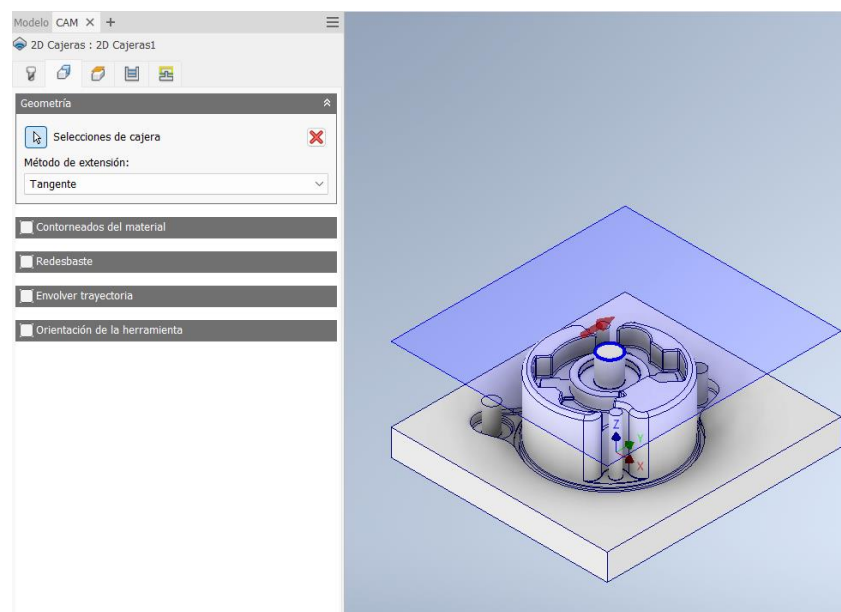 Modelo CAM × +
2D Cajeras : 2D Cajeras1
Geometría
Selecciones de cajera
Método de extensión:
Tangente
Contorneados del material
Redesbaste
Envolver trayectoria
Orientación de la herramienta
Z
Y
X